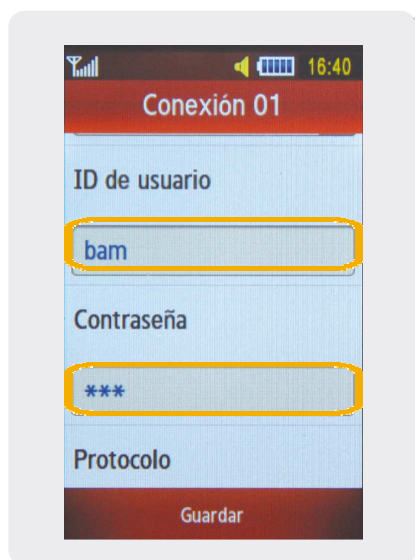 16:40
Conexión 01
ID de usuario
bam
Contraseña
***
Protocolo
Guardar